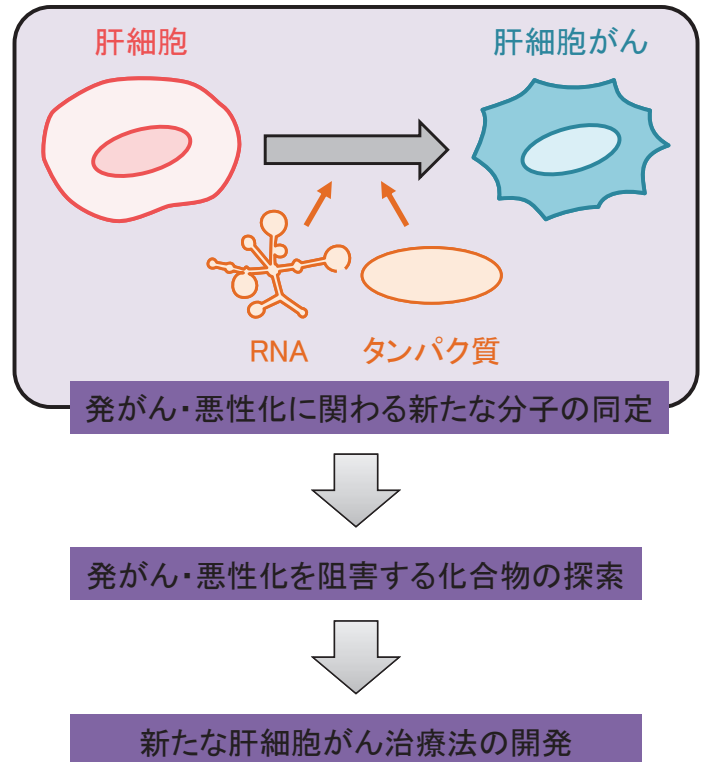 肝細胞
肝細胞がん
RNA
タンパク質
発がん・悪性化に関わる新たな分子の同定
発がん・悪性化を阻害する化合物の探索
新たな肝細胞がん治療法の開発